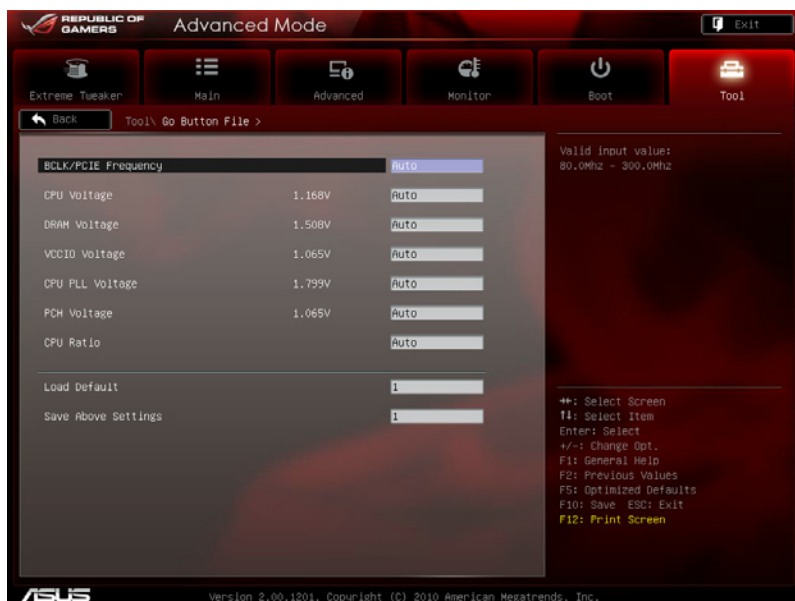 REPUBLIC OF GAMERS
Advanced Mode
Exit
Extreme Tweaker
Main
Advanced
Monitor
Boot
Tool
Back
Tool\ Go Button File >
BCLK/PCIE Frequency Auto
CPU Voltage 1.168V Auto
DRAM Voltage 1.508V Auto
VCCIO Voltage 1.065V Auto
CPU PLL Voltage 1.799V Auto
PCH Voltage 1.065V Auto
CPU Ratio Auto
Load Default 1
Save Above Settings 1
Valid input value:
80.0Mhz - 300.0Mhz
→←: Select Screen
↑↓: Select Item
Enter: Select
+/-: Change Opt.
F1: General Help
F2: Previous Values
F5: Optimized Defaults
F10: Save ESC: Exit
F12: Print Screen
ASUS
Version 2.00.1201. Copyright (C) 2010 American Megatrends, Inc.